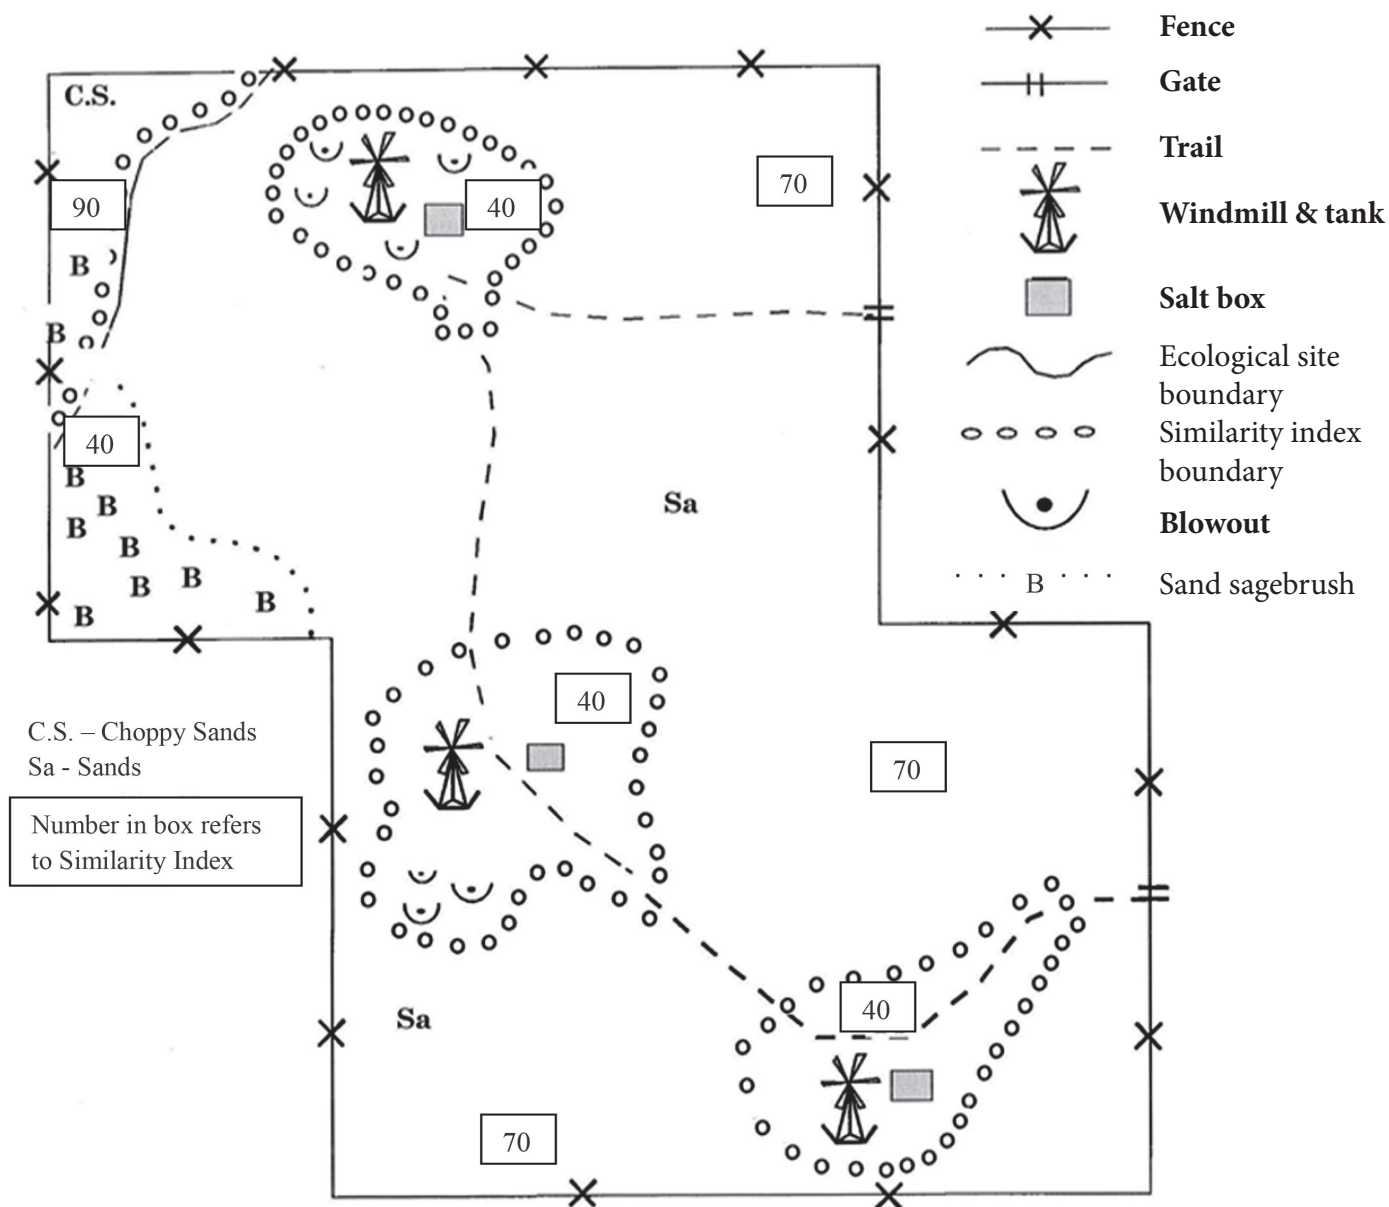 C.S.
90
B
B
40
B
B
B
B
B
B
B
B
40
70
Sa
40
70
Sa
40
70
C.S. – Choppy Sands
Sa - Sands
Number in box refers
to Similarity Index
Fence
Gate
Trail
Windmill & tank
Salt box
Ecological site
boundary
Similarity index
boundary
Blowout
B
Sand sagebrush